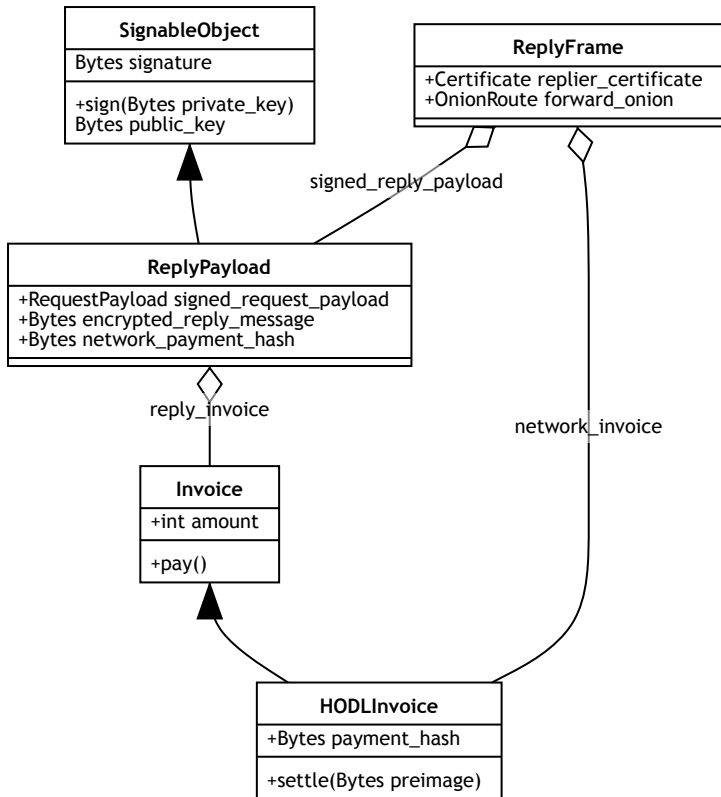 SignableObject
Bytes signature
+sign(Bytes private_key)
Bytes public_key
ReplyFrame
+Certificate replier_certificate
+OnionRoute forward_onion
signed_reply_payload
ReplyPayload
+RequestPayload signed_request_payload
+Bytes encrypted_reply_message
+Bytes network_payment_hash
reply_invoice
network_invoice
Invoice
+int amount
+pay()
HODLInvoice
+Bytes payment_hash
+settle(Bytes preimage)